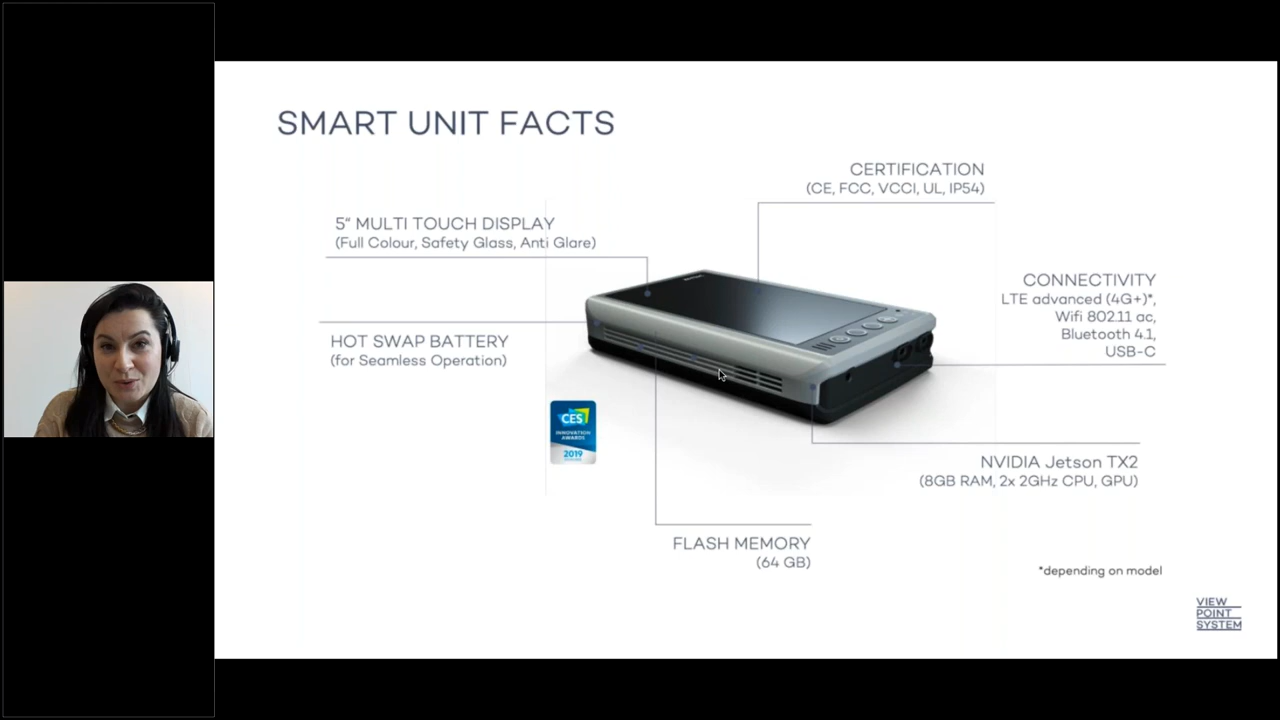 SMART UNIT FACTS
CERTIFICATION
(CE, FCC, VCCI, UL, IP54)
5“ MULTI TOUCH DISPLAY
(Full Colour, Safety Glass, Anti Glare)
CONNECTIVITY
LTE advanced (4G+)*,
Wifi 802.11 ac,
Bluetooth 4.1,
USB-C
HOT SWAP BATTERY
(for Seamless Operation)
CES
INNOVATION
AWARDS
2019
NVIDIA Jetson TX2
(8GB RAM, 2x 2GHz CPU, GPU)
FLASH MEMORY
(64 GB)
*depending on model
VIEW
POINT
SYSTEM